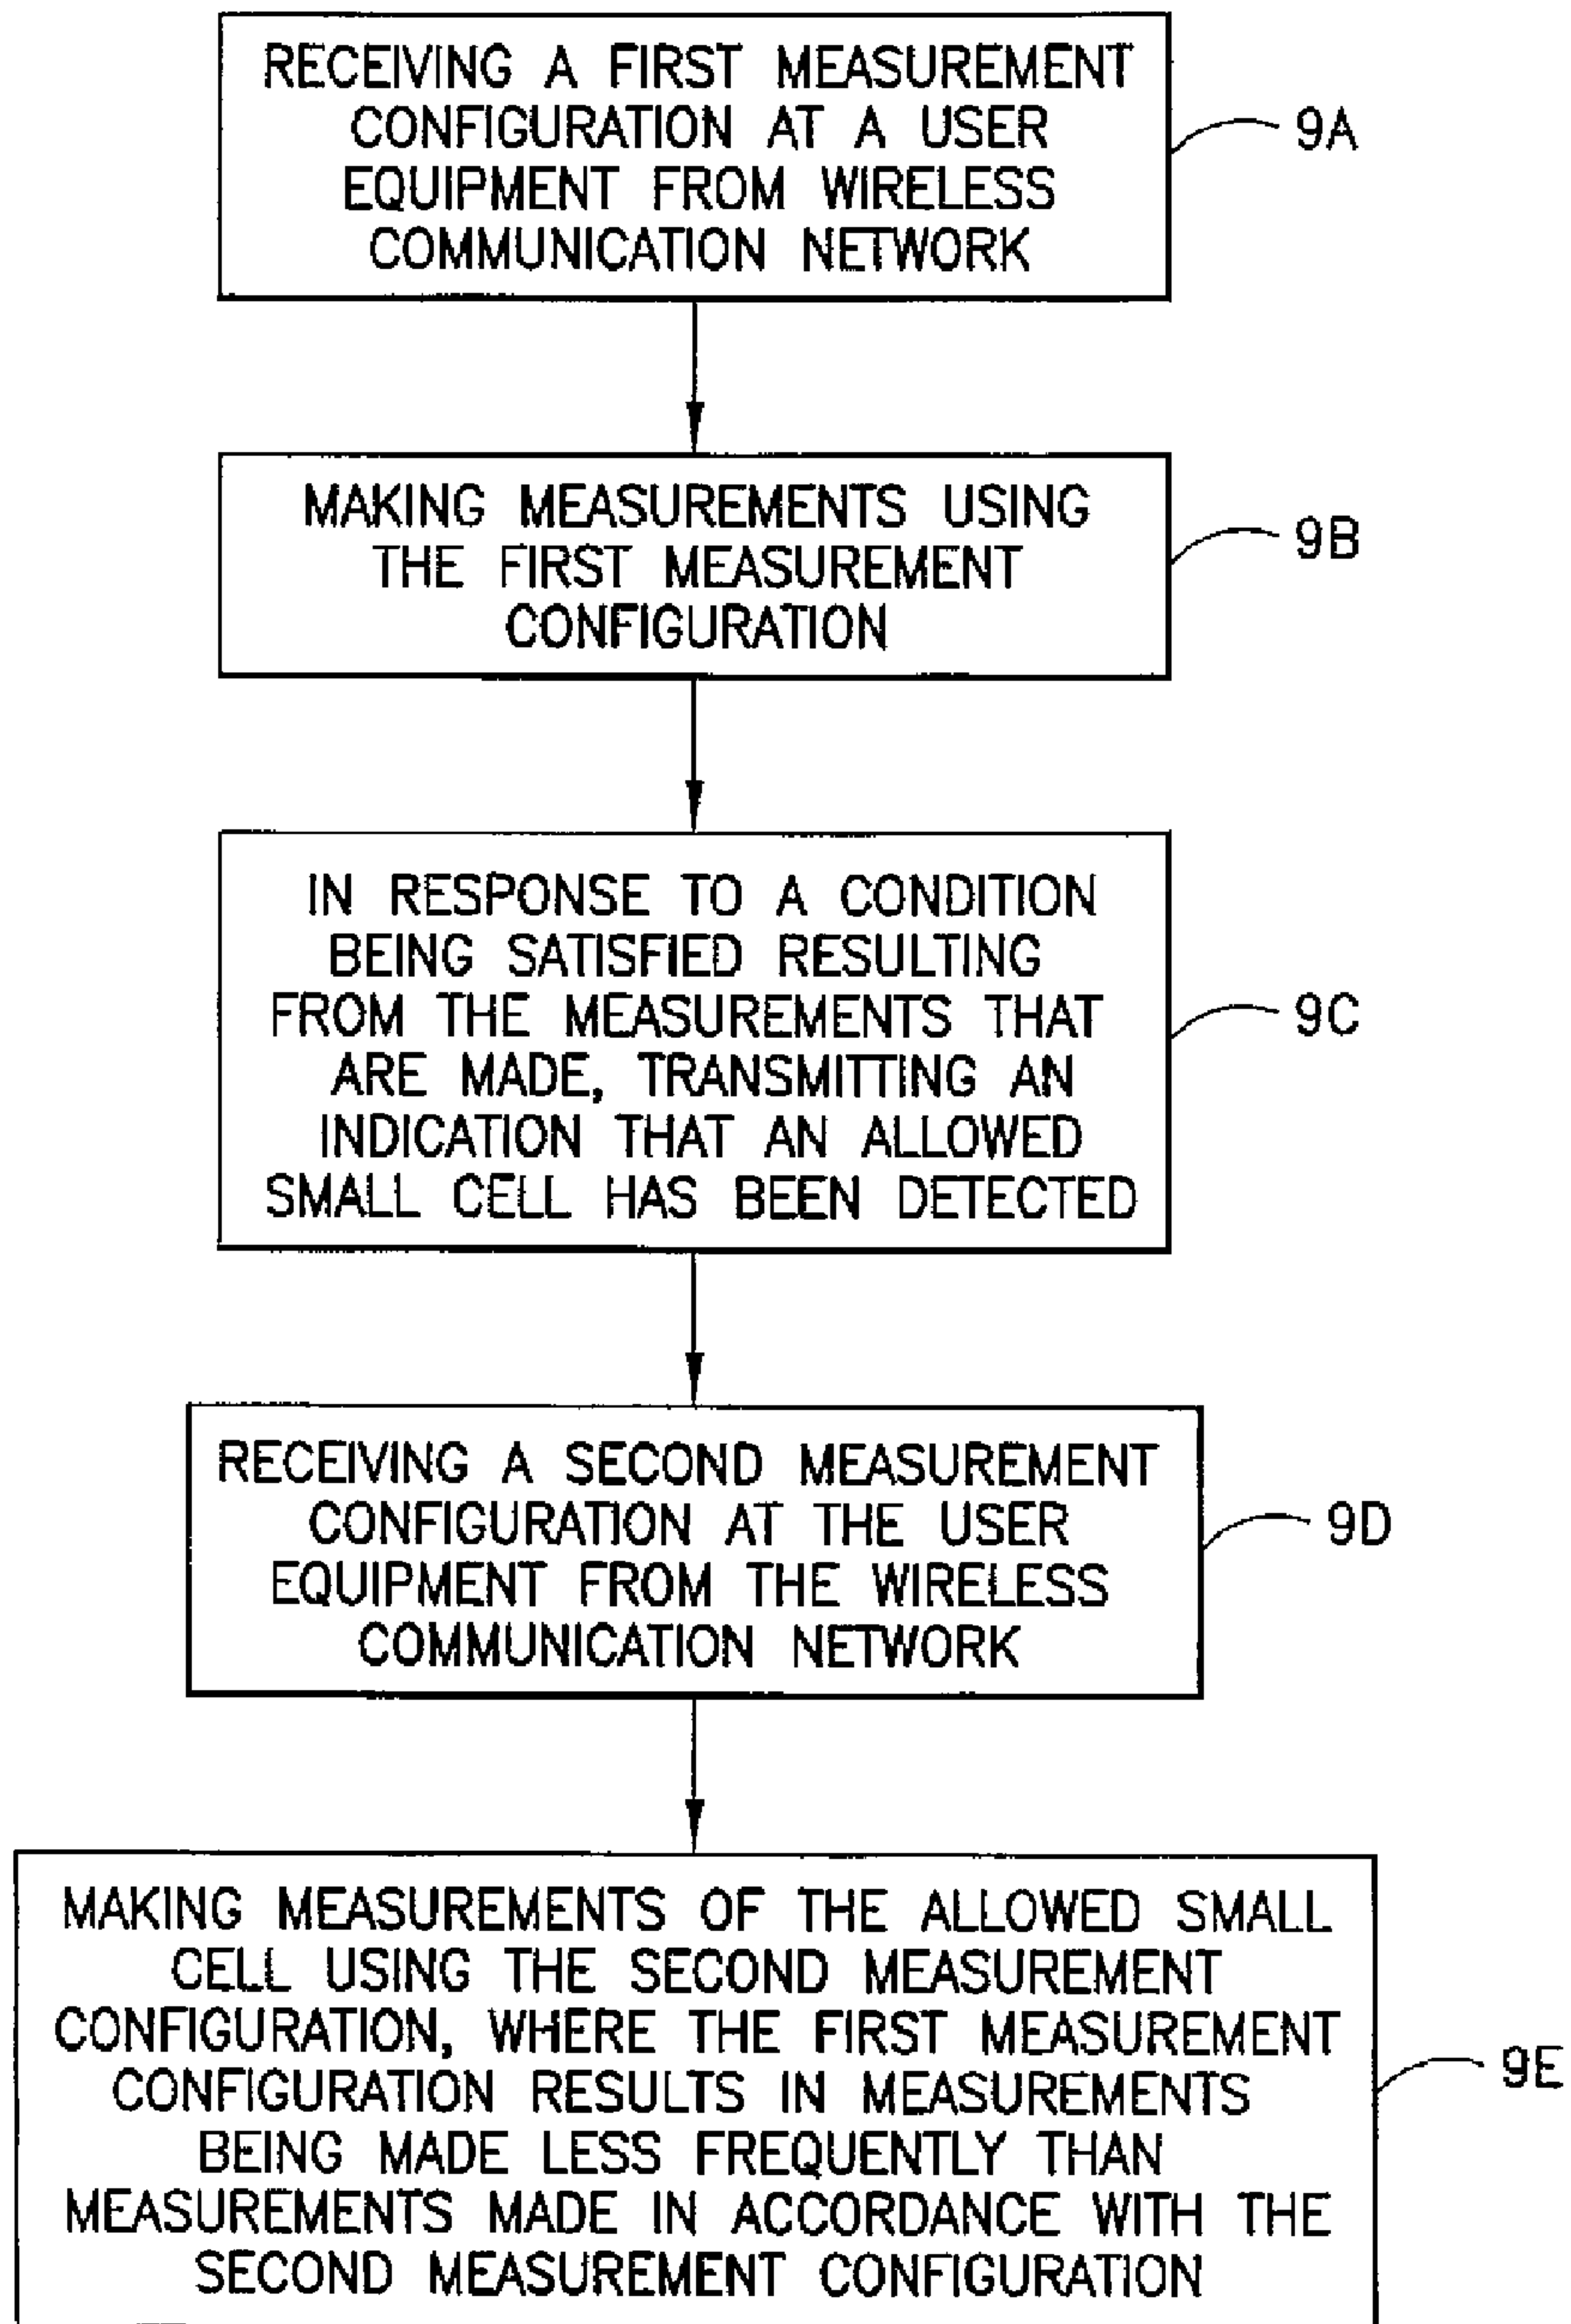 RECEIVING A FIRST MEASUREMENT
CONFIGURATION AT A USER
EQUIPMENT FROM WIRELESS
COMMUNICATION NETWORK
9A
MAKING MEASUREMENTS USING
THE FIRST MEASUREMENT
CONFIGURATION
9B
IN RESPONSE TO A CONDITION
BEING SATISFIED RESULTING
FROM THE MEASUREMENTS THAT
ARE MADE, TRANSMITTING AN
INDICATION THAT AN ALLOWED
SMALL CELL HAS BEEN DETECTED
9C
RECEIVING A SECOND MEASUREMENT
CONFIGURATION AT THE USER
EQUIPMENT FROM THE WIRELESS
COMMUNICATION NETWORK
9D
MAKING MEASUREMENTS OF THE ALLOWED SMALL
CELL USING THE SECOND MEASUREMENT
CONFIGURATION, WHERE THE FIRST MEASUREMENT
CONFIGURATION RESULTS IN MEASUREMENTS
BEING MADE LESS FREQUENTLY THAN
MEASUREMENTS MADE IN ACCORDANCE WITH THE
SECOND MEASUREMENT CONFIGURATION
9E